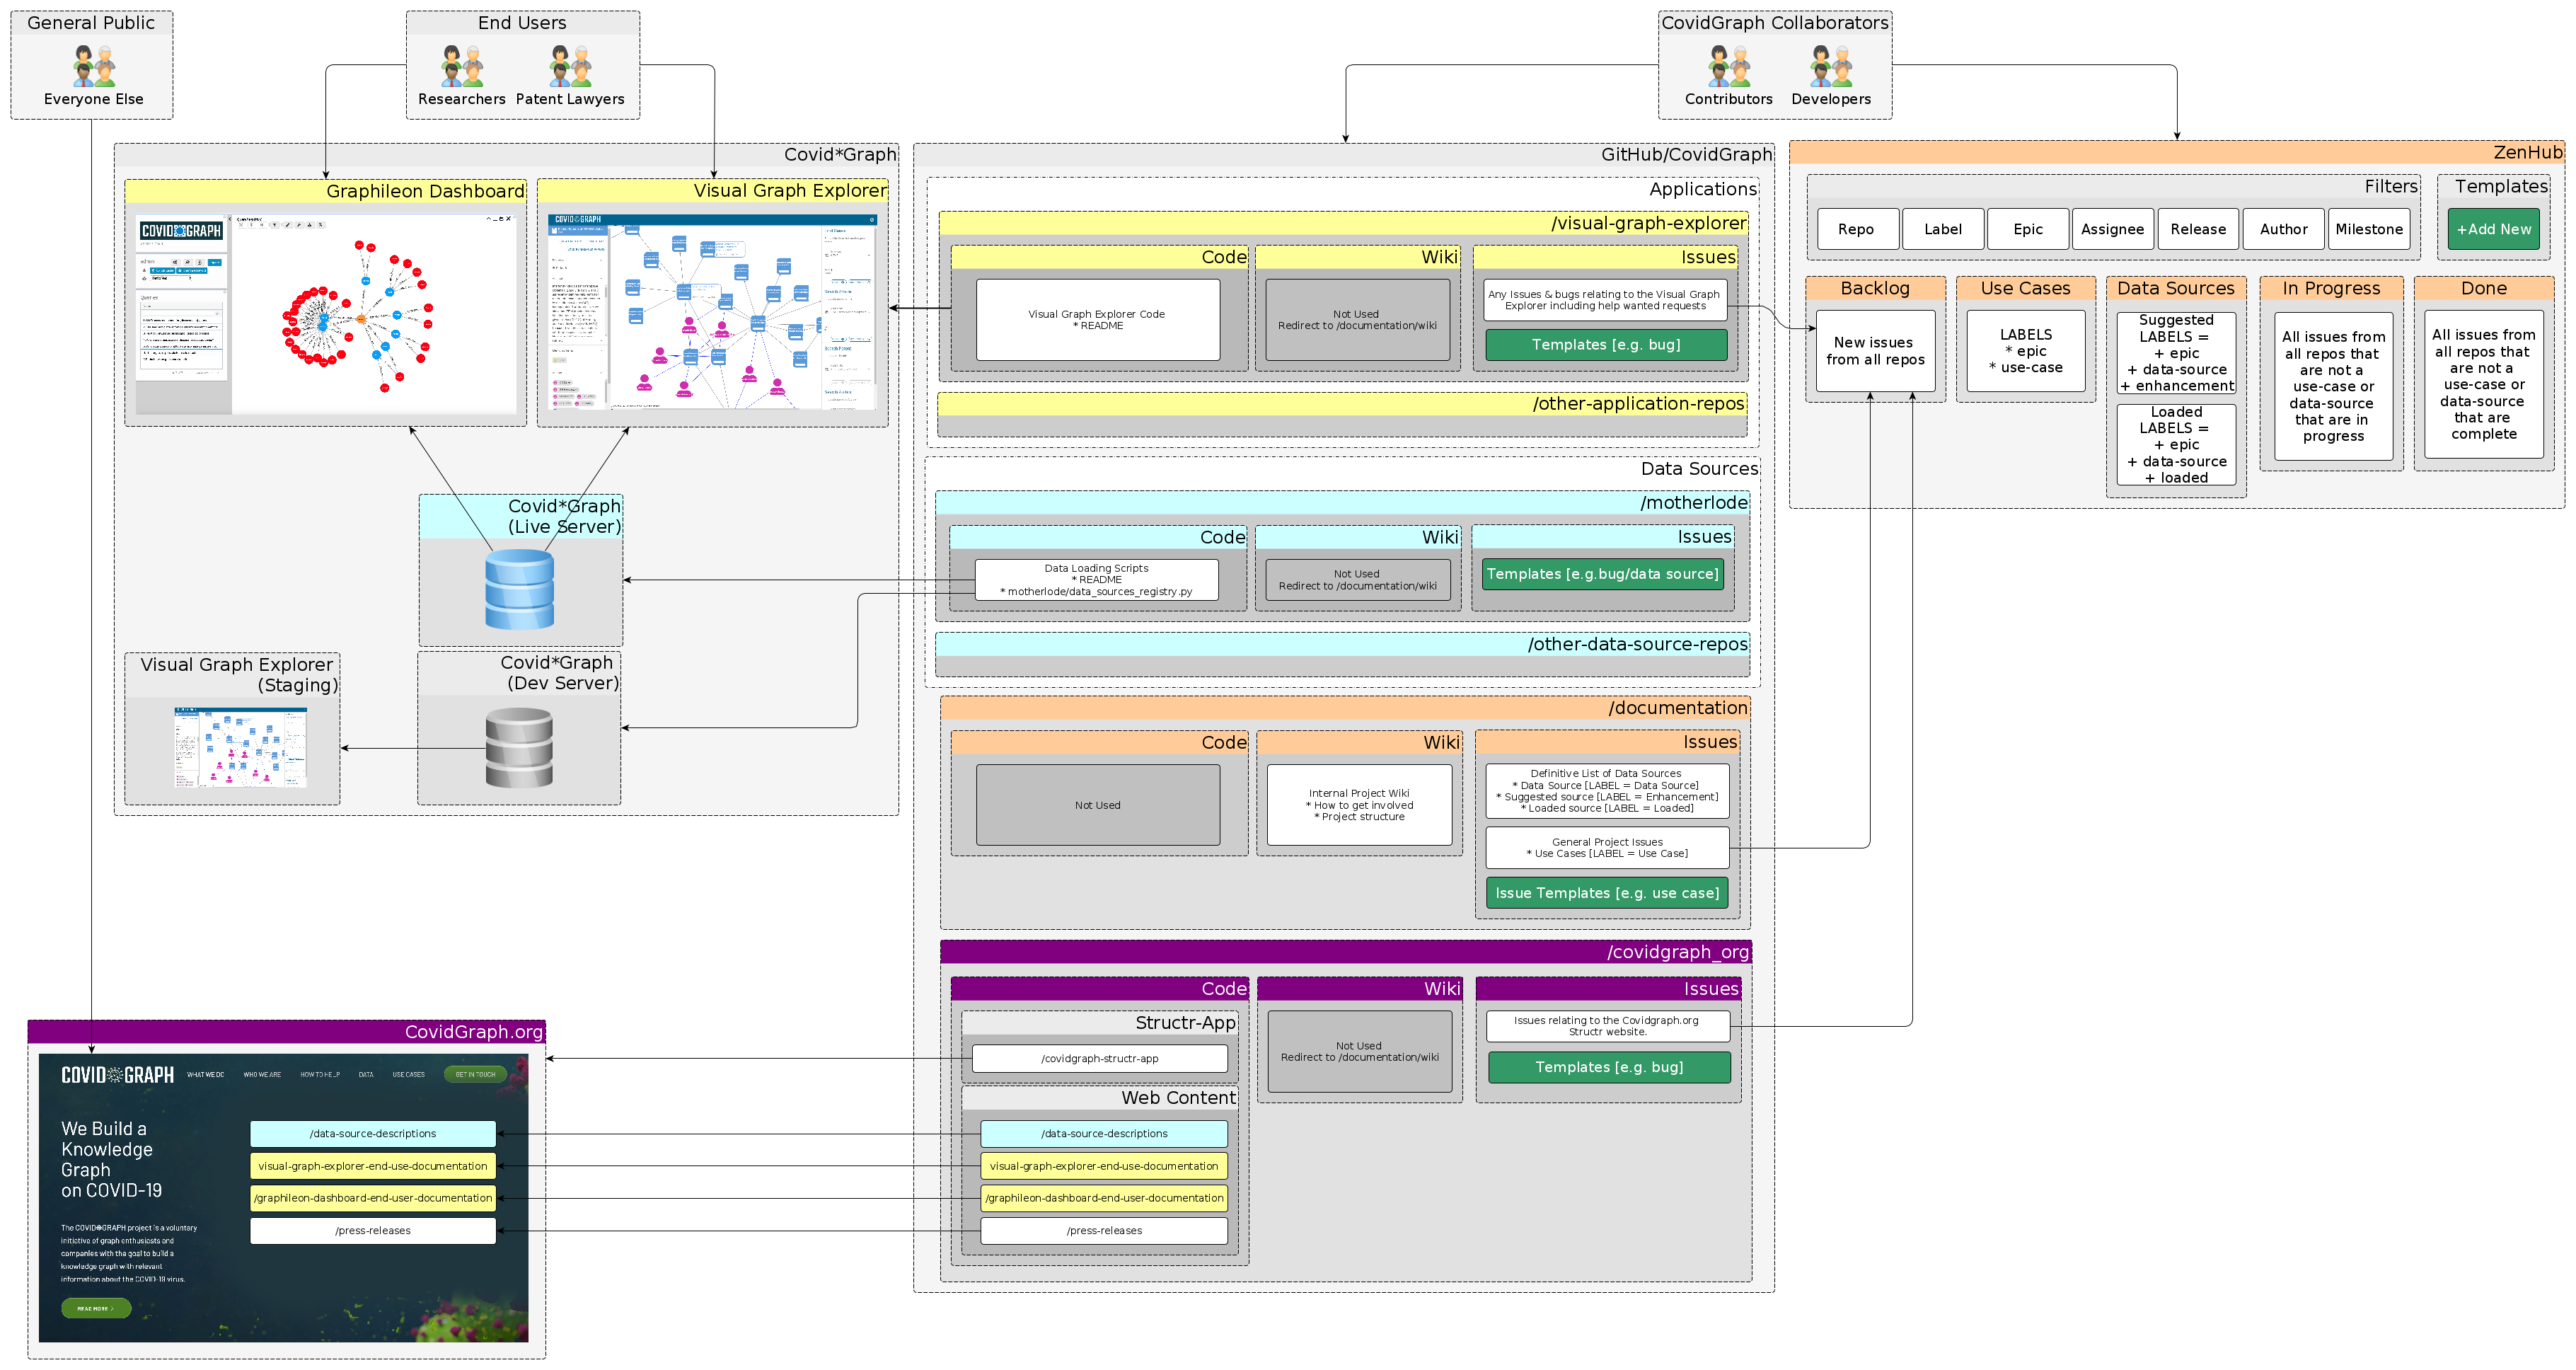 General Public
Everyone Else
End Users
Researchers
Patent Lawyers
CovidGraph Collaborators
Contributors
Developers
Covid*Graph
Graphileon Dashboard
COVID GRAPH
Queries
Visual Graph Explorer
COVID GRAPH
Covid*Graph
(Live Server)
Covid*Graph
(Dev Server)
Visual Graph Explorer
(Staging)
GitHub/CovidGraph
Applications
/visual-graph-explorer
Code
Visual Graph Explorer Code
* README
Wiki
Not Used
Redirect to /documentation/wiki
Issues
Any Issues & bugs relating to the Visual Graph
Explorer including help wanted requests
Templates [e.g. bug]
/other-application-repos
Data Sources
/motherlode
Code
Data Loading Scripts
* README
* motherlode/data_sources_registry.py
Wiki
Not Used
Redirect to /documentation/wiki
Issues
Templates [e.g.bug/data source]
/other-data-source-repos
/documentation
Code
Not Used
Wiki
Internal Project Wiki
* How to get involved
* Project structure
Issues
Definitive List of Data Sources
* Data Source [LABEL = Data Source]
* Suggested source [LABEL = Enhancement]
* Loaded source [LABEL = Loaded]
General Project Issues
* Use Cases [LABEL = Use Case]
Issue Templates [e.g. use case]
/covidgraph_org
Code
Structr-App
/covidgraph-structr-app
Web Content
/data-source-descriptions
visual-graph-explorer-end-use-documentation
/graphileon-dashboard-end-user-documentation
/press-releases
Wiki
Not Used
Redirect to /documentation/wiki
Issues
Issues relating to the Covidgraph.org
Structr website.
Templates [e.g. bug]
ZenHub
Filters
Repo
Label
Epic
Assignee
Release
Author
Milestone
Templates
+Add New
Backlog
New issues
from all repos
Use Cases
LABELS
* epic
* use-case
Data Sources
Suggested
LABELS =
+ epic
+ data-source
+ enhancement
Loaded
LABELS =
+ epic
+ data-source
+ loaded
In Progress
All issues from
all repos that
are not a
use-case or
data-source
that are in
progress
Done
All issues from
all repos that
are not a
use-case or
data-source
that are
complete
CovidGraph.org
COVID GRAPH
WHAT WE DO
WHO WE ARE
HOW TO HELP
DATA
USE CASES
GET IN TOUCH
We Build a
Knowledge
Graph
on COVID-19
The COVID GRAPH project is a voluntary
initiative of graph enthusiasts and
companies with the goal to build a
knowledge graph with relevant
information about the COVID-19 virus.
READ MORE >
/data-source-descriptions
visual-graph-explorer-end-use-documentation
/graphileon-dashboard-end-user-documentation
/press-releases